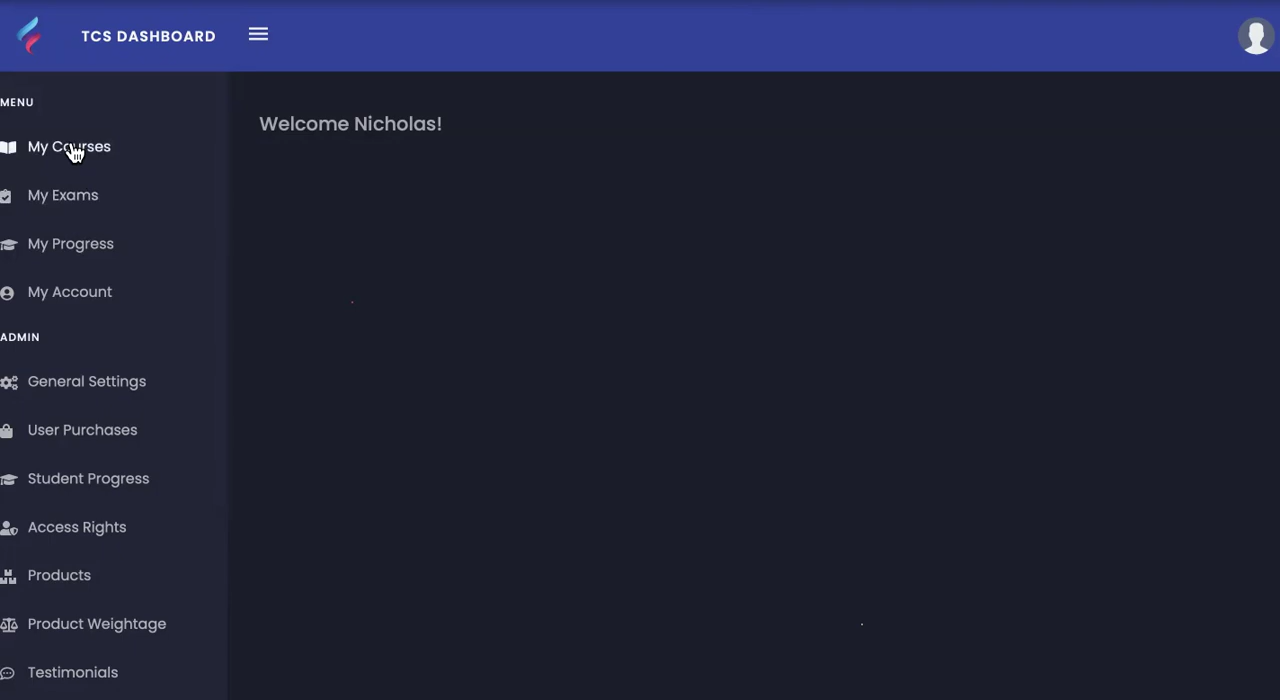 TCS DASHBOARD
MENU
My Courses
My Exams
My Progress
My Account
ADMIN
General Settings
User Purchases
Student Progress
Access Rights
Products
Product Weightage
Testimonials
Welcome Nicholas!